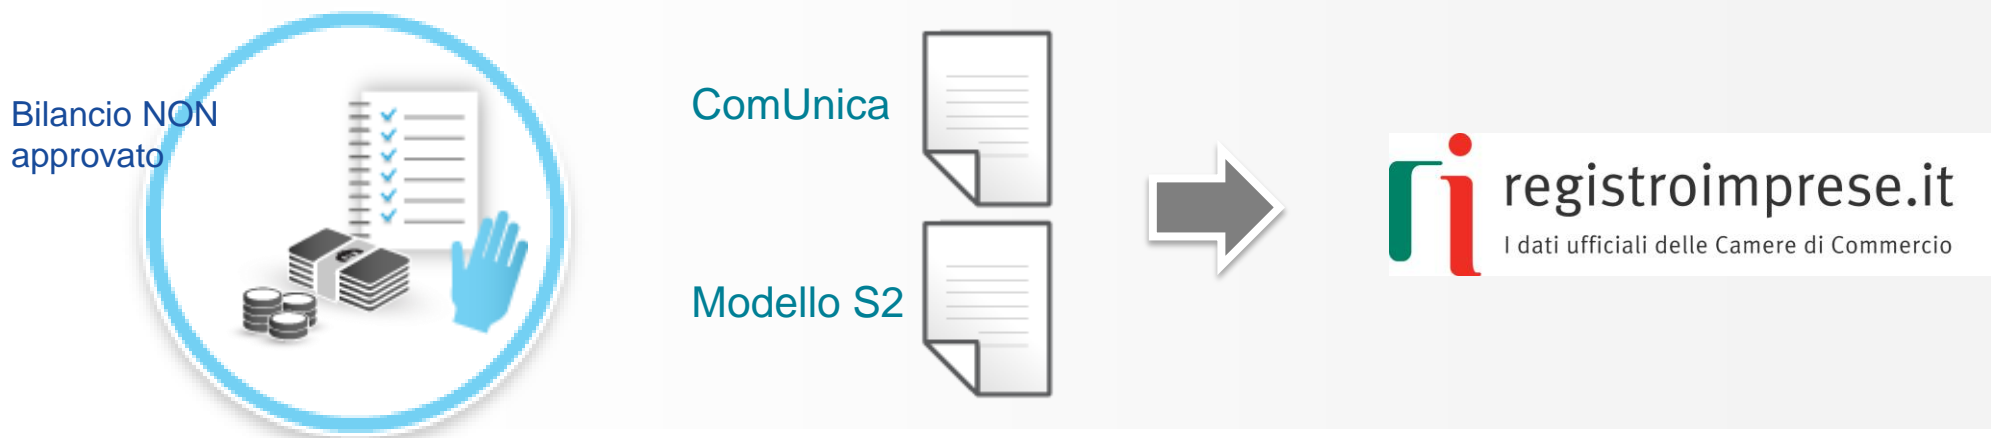 Bilancio NON
approvato
ComUnica
Modello S2
registroimprese.it
I dati ufficiali delle Camere di Commercio